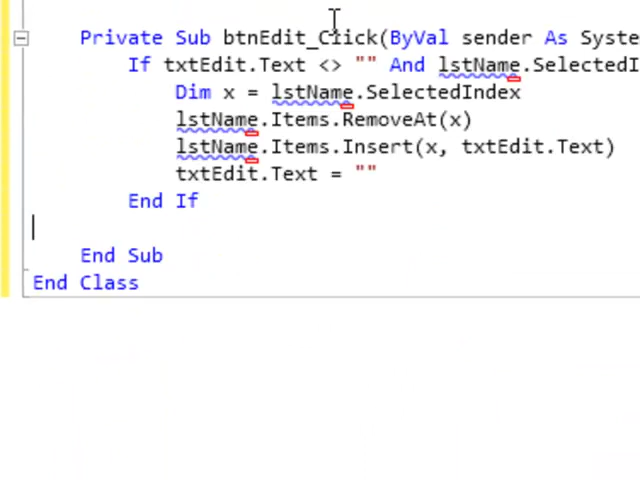 Private Sub btnEdit_Click(ByVal sender As Syste
If txtEdit.Text <> "" And lstName.SelectedI
Dim x = lstName.SelectedIndex
lstName.Items.RemoveAt(x)
lstName.Items.Insert(x, txtEdit.Text)
txtEdit.Text = ""
End If
End Sub
End Class